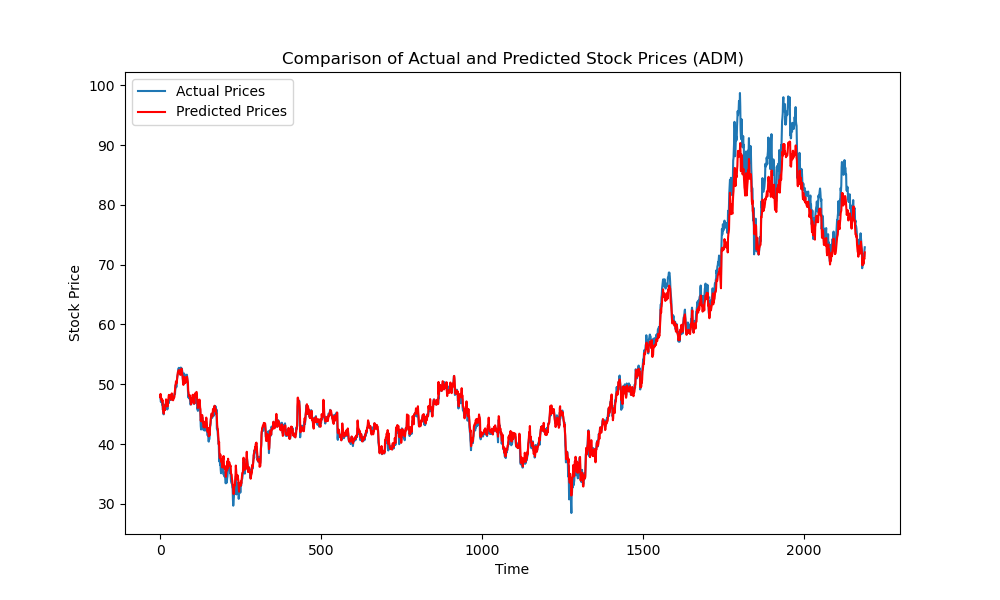 Comparison of Actual and Predicted Stock Prices (ADM)
Actual Prices
Predicted Prices
Stock Price
100
90
80
70
60
50
40
30
0 500 1000 1500 2000
Time